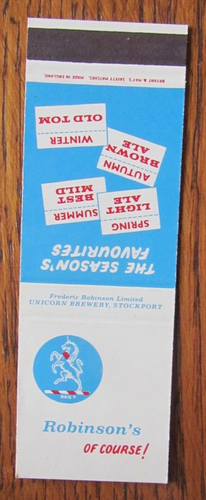 BRYANT & MAY'S SAFETY MATCHES. MADE IN ENGLAND
WINTER
OLD TOM
AUTUMN
BROWN
ALE
SUMMER
BEST
MILD
SPRING
LIGHT
ALE
THE SEASON'S
FAVOURITES
Frederic Robinson Limited
UNICORN BREWERY, STOCKPORT
Robinson's
OF COURSE!